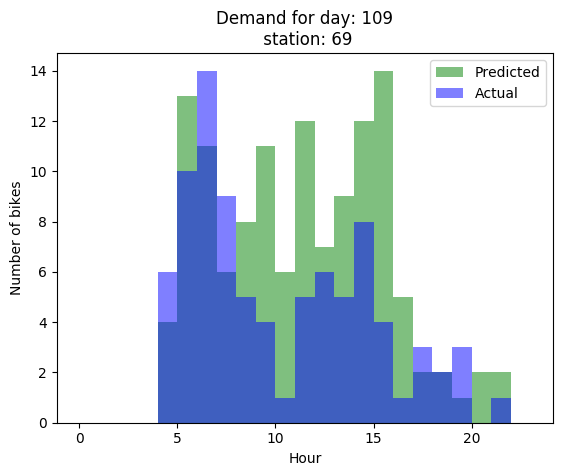 Demand for day: 109
station: 69
Predicted
Actual
Number of bikes
14
12
10
8
6
4
2
0
0
5
10
15
20
Hour